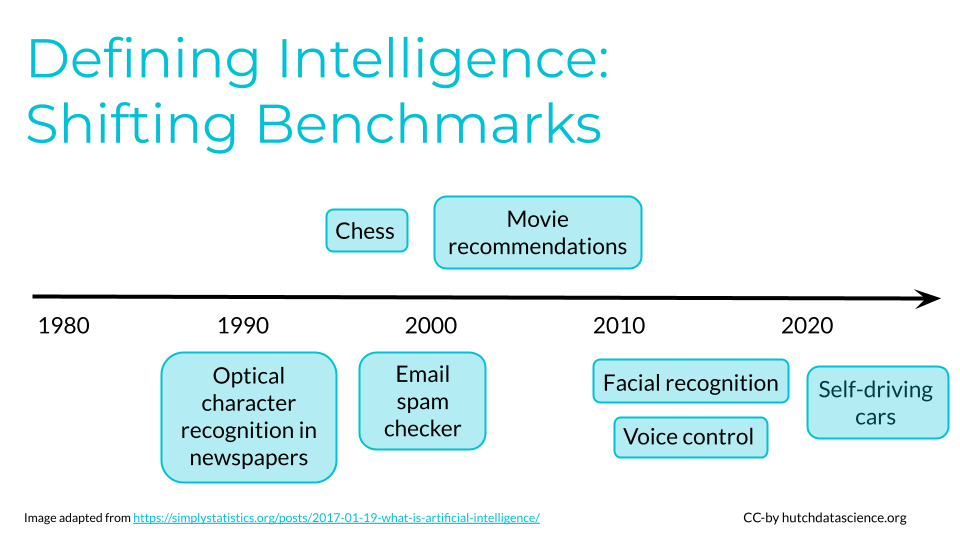 Defining Intelligence:
Shifting Benchmarks
Chess
Movie
recommendations
1980
1990
2000
2010
2020
Optical
character
recognition in
newspapers
Email
spam
checker
Facial recognition
Voice control
Self-driving
cars
Image adapted from https://simplystatistics.org/posts/2017-01-19-what-is-artificial-intelligence/
CC-by hutchdatascience.org